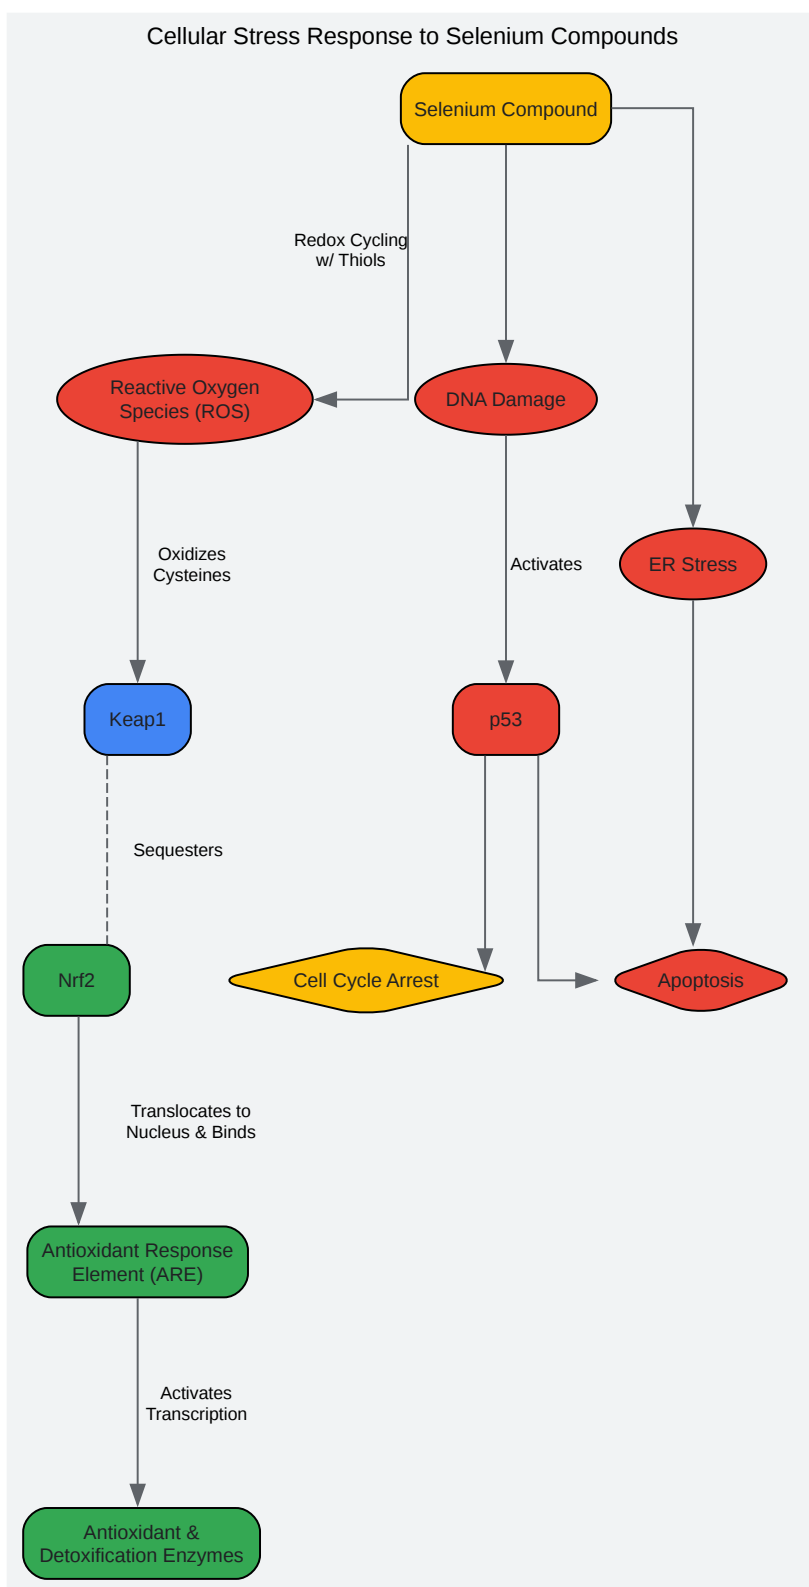 Cellular Stress Response to Selenium Compounds
Selenium Compound
Redox Cycling
w/ Thiols
Reactive Oxygen
Species (ROS)
DNA Damage
Oxidizes
Cysteines
Activates
ER Stress
Keap1
p53
Sequesters
Nrf2
Cell Cycle Arrest
Apoptosis
Translocates to
Nucleus & Binds
Antioxidant Response
Element (ARE)
Activates
Transcription
Antioxidant &
Detoxification Enzymes